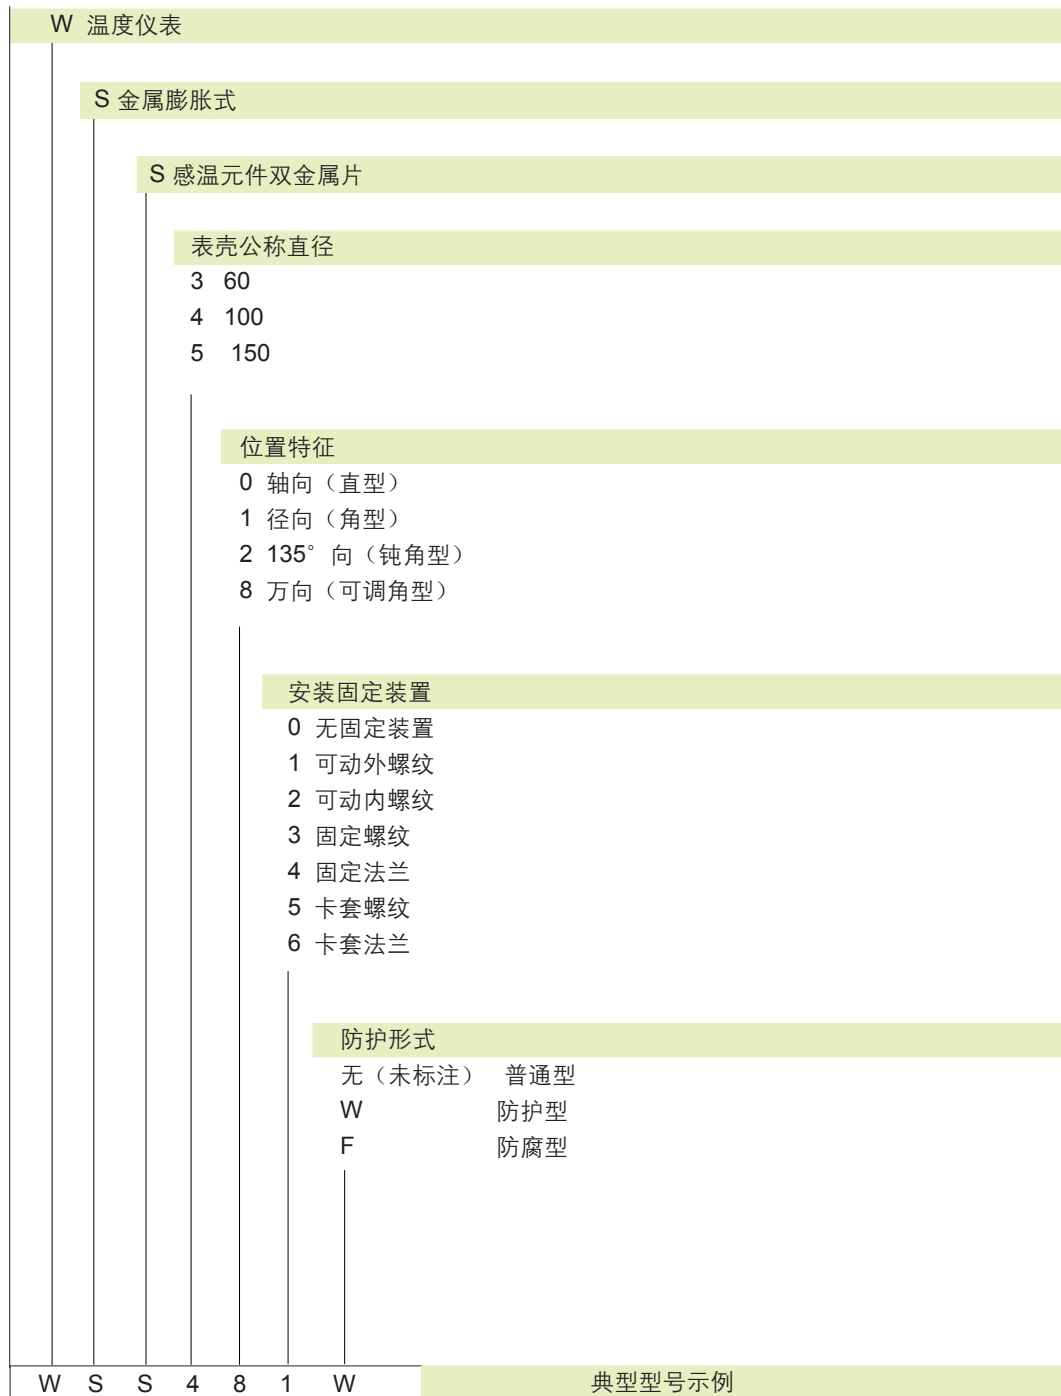 W 温度仪表
S 金属膨胀式
S 感温元件双金属片
表壳公称直径
3 60
4 100
5 150
位置特征
0 轴向（直型）
1 径向（角型）
2 135°向（钝角型）
8 万向（可调角型）
安装固定装置
0 无固定装置
1 可动外螺纹
2 可动内螺纹
3 固定螺纹
4 固定法兰
5 卡套螺纹
6 卡套法兰
防护形式
无（未标注） 普通型
W 防护型
F 防腐型
W S S 4 8 1 W 典型型号示例